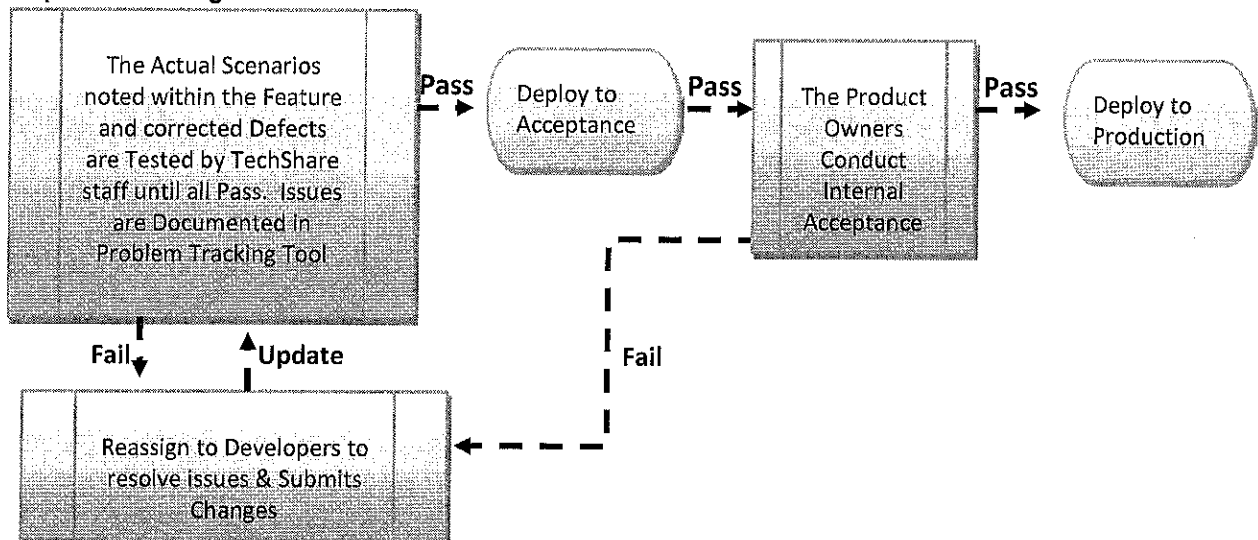 The Actual Scenarios
noted within the Feature
and corrected Defects
are Tested by TechShare
staff until all Pass. Issues
are Documented in
Problem Tracking Tool
Pass
Deploy to
Acceptance
Pass
The Product
Owners
Conduct
Internal
Acceptance
Pass
Deploy to
Production
Fail
Update
Fail
Reassign to Developers to
resolve issues & Submits
Changes